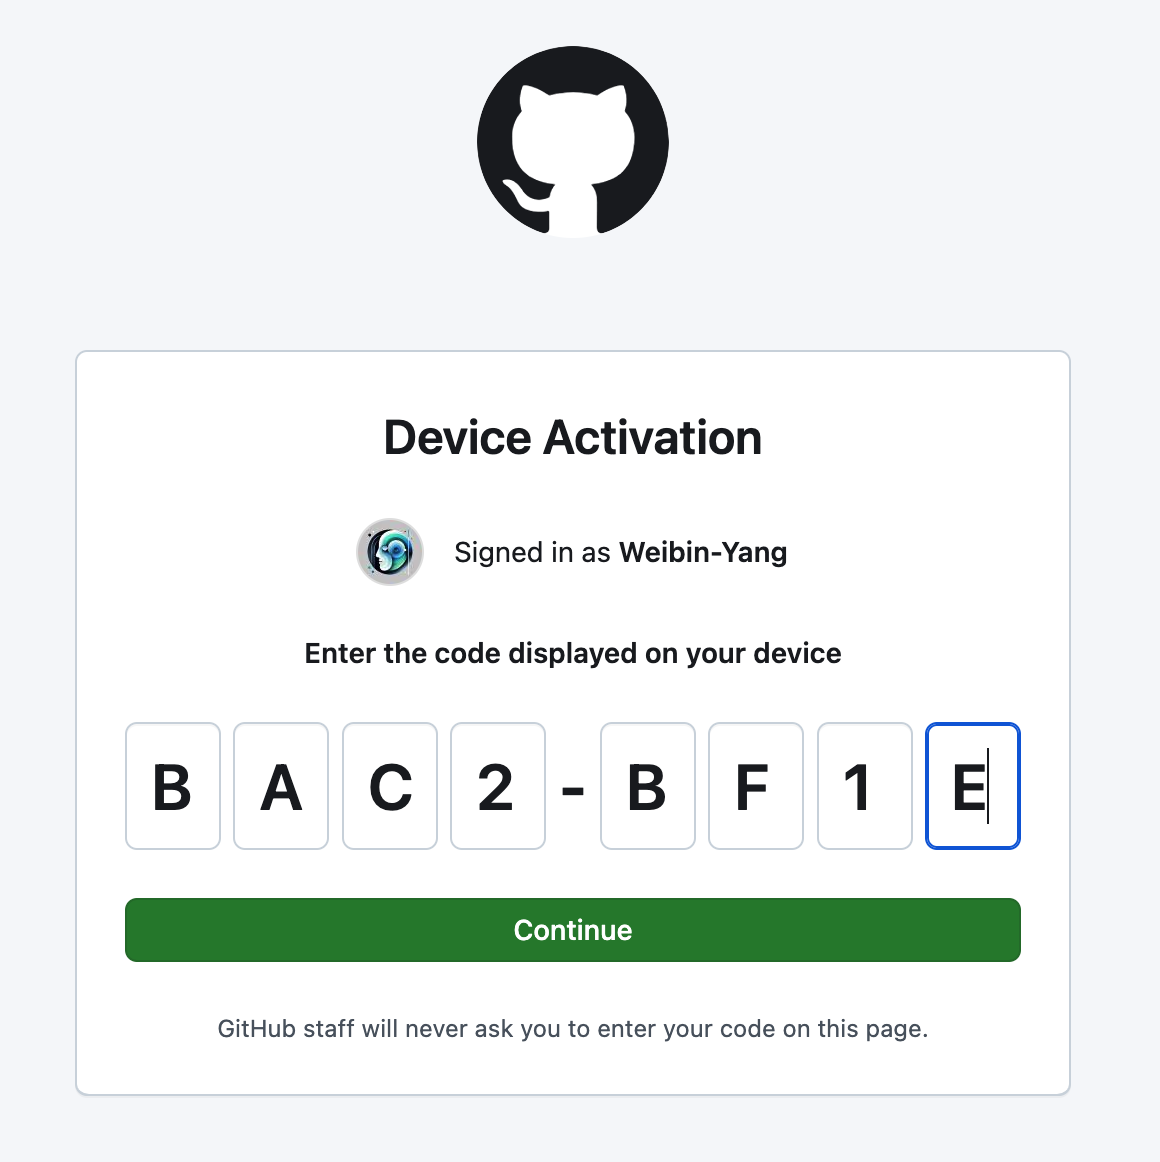 Device Activation
Signed in as Weibin-Yang
Enter the code displayed on your device
B A C 2 - B F 1 E
Continue
GitHub staff will never ask you to enter your code on this page.